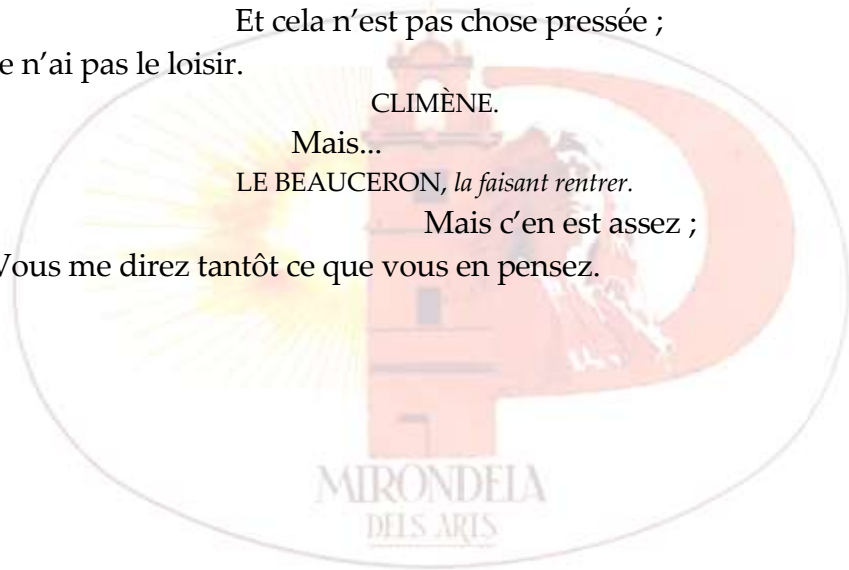 Et cela n’est pas chose pressée ;
e n’ai pas le loisir.
CLIMÈNE.
Mais...
LE BEAUCERON, la faisant rentrer.
Mais c’en est assez ;
Vous me direz tantôt ce que vous en pensez.
MIRONDELA
DELS ARTS